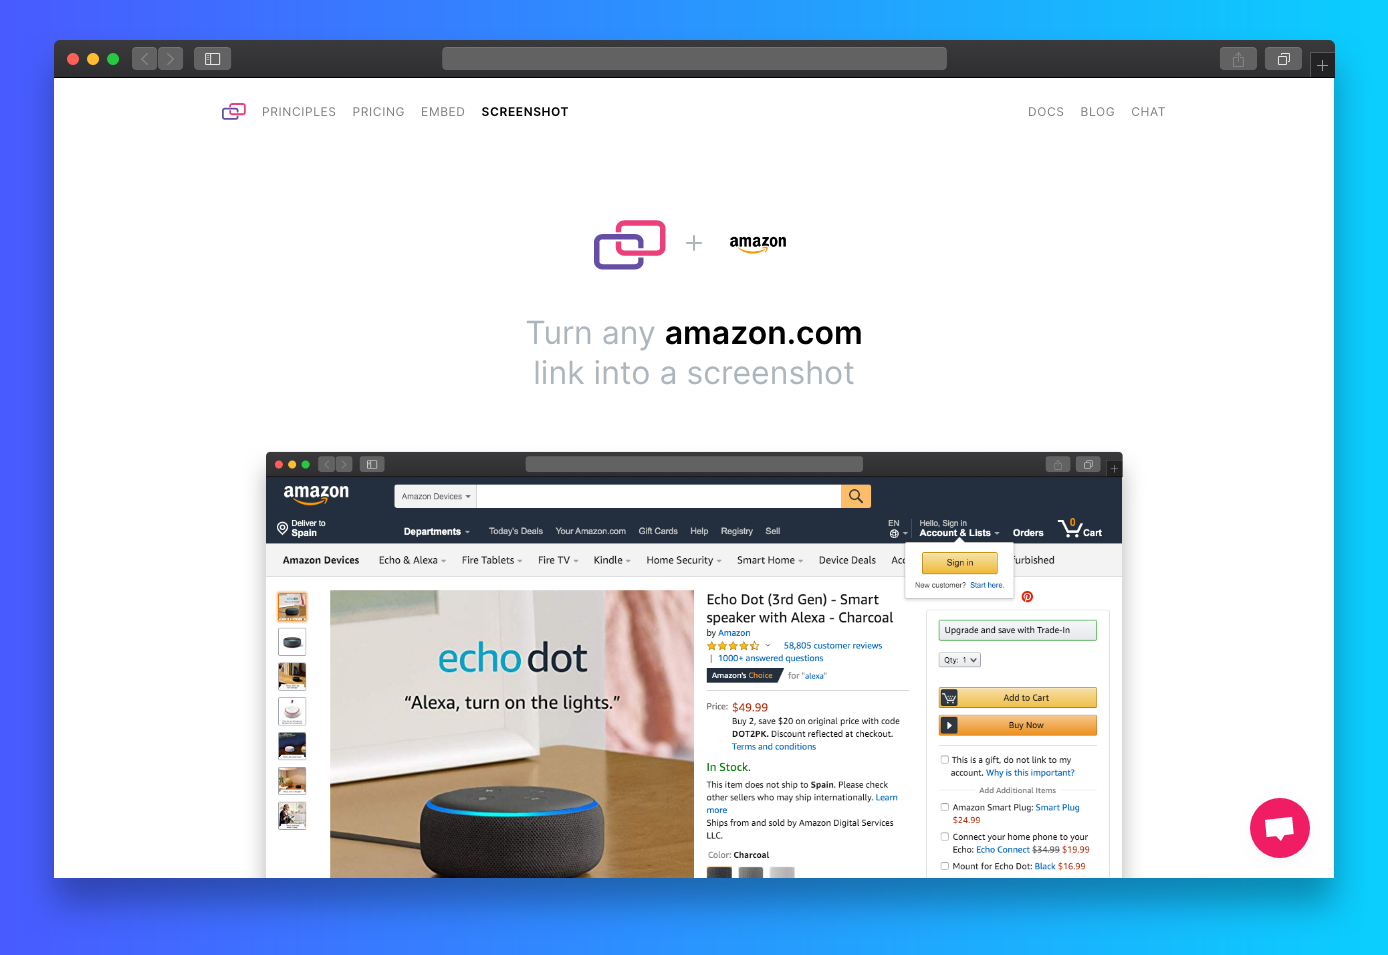 PRINCIPLES PRICING EMBED SCREENSHOT DOCS BLOG CHAT
+ amazon
Turn any amazon.com
link into a screenshot
amazon
Amazon Devices
Deliver to
Spain
Departments Today's Deals Your Amazon.com Gift Cards Help Registry Sell
EN
Hello, Sign in
Account & Lists
Orders
0
Cart
Amazon Devices Echo & Alexa Fire Tablets Fire TV Kindle Home Security Smart Home Device Deals Acc
furbished
Sign in
New customer? Start here.
echo dot
“Alexa, turn on the lights.”
Echo Dot (3rd Gen) - Smart
speaker with Alexa - Charcoal
by Amazon
58,805 customer reviews
| 1000+ answered questions
Amazon's Choice for "alexa"
Price: $49.99
Buy 2, save $20 on original price with code
DOT2PK. Discount reflected at checkout.
Terms and conditions
In Stock.
This item does not ship to Spain. Please check
other sellers who may ship internationally. Learn
more
Ships from and sold by Amazon Digital Services
LLC.
Color: Charcoal
Upgrade and save with Trade-In
Qty: 1
Add to Cart
Buy Now
This is a gift, do not link to my
account. Why is this important?
Add Additional Items
Amazon Smart Plug: Smart Plug
$24.99
Connect your home phone to your
Echo: Echo Connect $34.99 $19.99
Mount for Echo Dot: Black $16.99